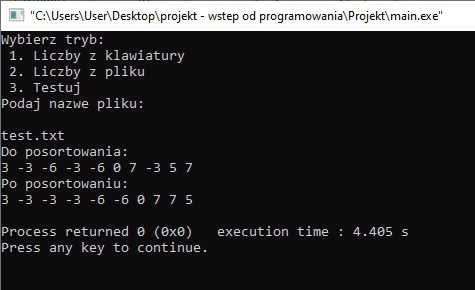 "C:\Users\User\Desktop\projekt - wstep od programowania\Projekt\main.exe"
Wybierz tryb:
1. Liczby z klawiatury
2. Liczby z pliku
3. Testuj
Podaj nazwe pliku:
test.txt
Do posortowania:
3 -3 -6 -3 -6 0 7 -3 5 7
Po posortowaniu:
3 -3 -3 -3 -6 -6 0 7 7 5
Process returned 0 (0x0)   execution time : 4.405 s
Press any key to continue.